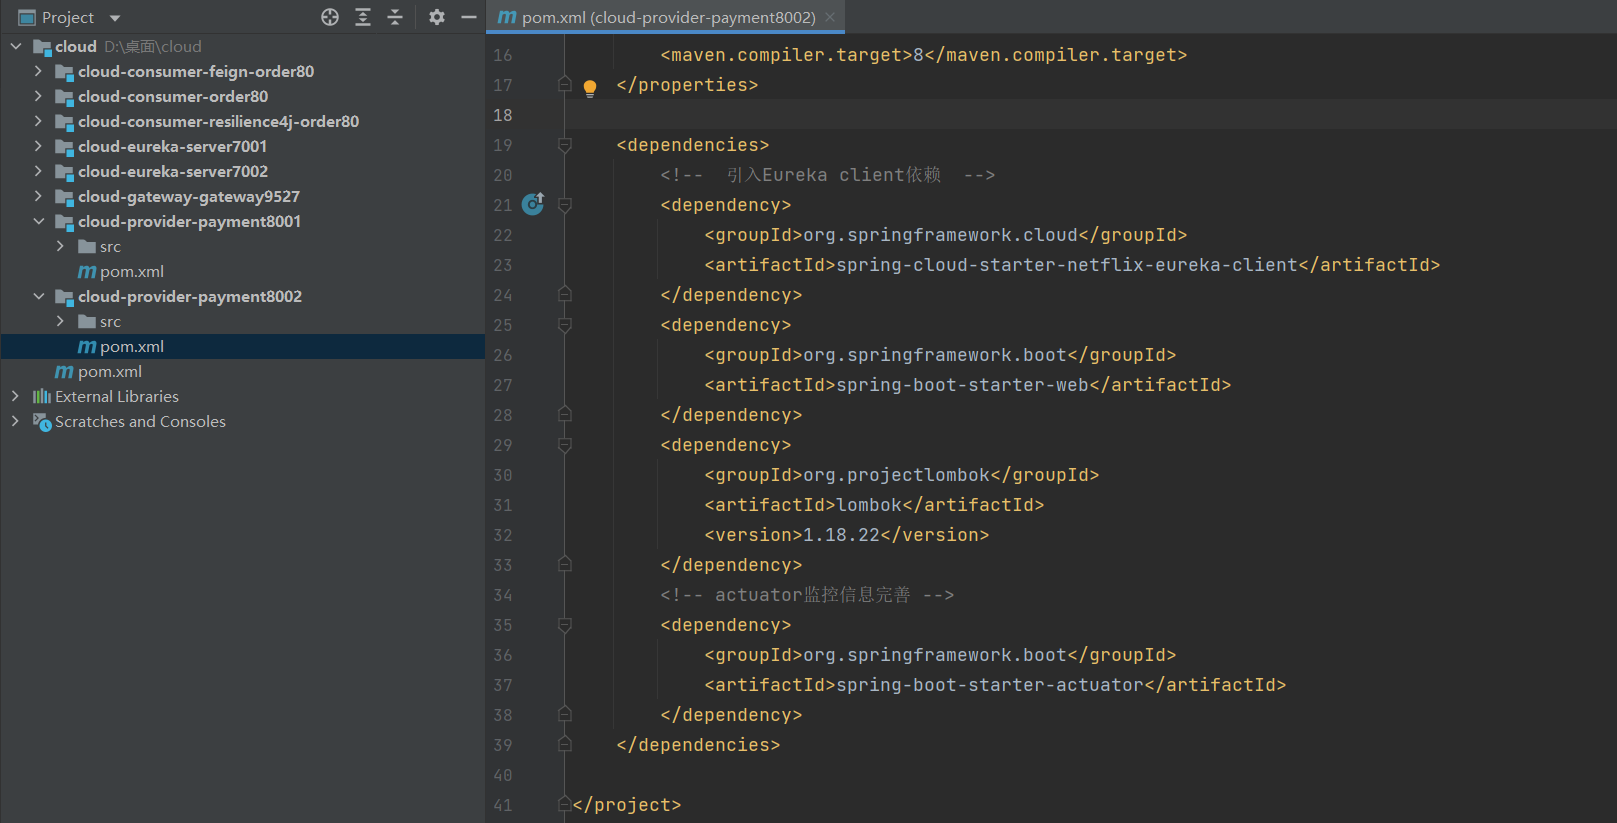 Project
cloud D:\桌面\cloud
cloud-consumer-feign-order80
cloud-consumer-order80
cloud-consumer-resilience4j-order80
cloud-eureka-server7001
cloud-eureka-server7002
cloud-gateway-gateway9527
cloud-provider-payment8001
src
pom.xml
cloud-provider-payment8002
src
pom.xml
pom.xml
External Libraries
Scratches and Consoles
pom.xml (cloud-provider-payment8002)
16 <maven.compiler.target>8</maven.compiler.target>
17 </properties>
18
19 <dependencies>
20 <!--  引入Eureka client依赖  -->
21 <dependency>
22 <groupId>org.springframework.cloud</groupId>
23 <artifactId>spring-cloud-starter-netflix-eureka-client</artifactId>
24 </dependency>
25 <dependency>
26 <groupId>org.springframework.boot</groupId>
27 <artifactId>spring-boot-starter-web</artifactId>
28 </dependency>
29 <dependency>
30 <groupId>org.projectlombok</groupId>
31 <artifactId>lombok</artifactId>
32 <version>1.18.22</version>
33 </dependency>
34 <!-- actuator监控信息完善 -->
35 <dependency>
36 <groupId>org.springframework.boot</groupId>
37 <artifactId>spring-boot-starter-actuator</artifactId>
38 </dependency>
39 </dependencies>
40
41 </project>